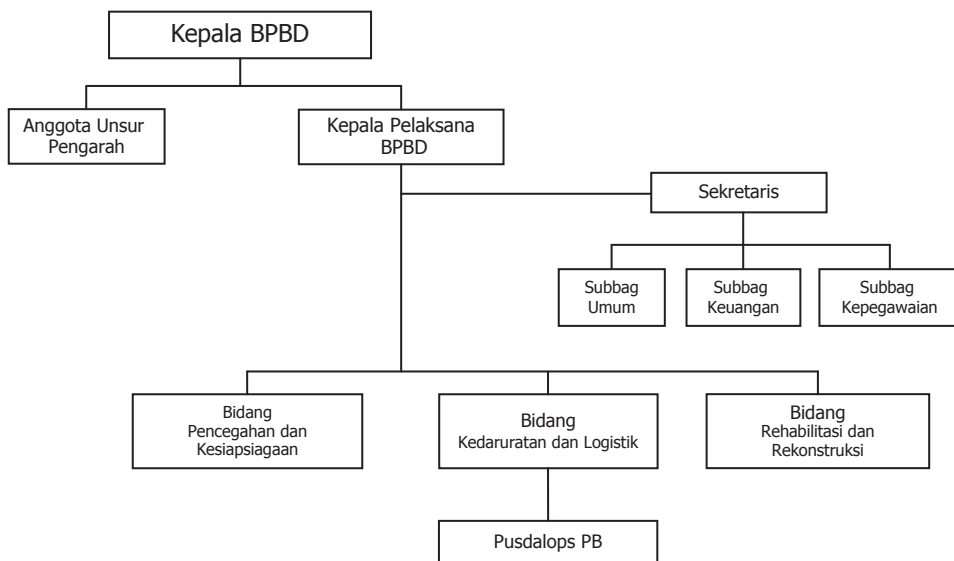 Kepala BPBD
Anggota Unsur
Pengarah
Kepala Pelaksana
BPBD
Sekretaris
Subbag
Umum
Subbag
Keuangan
Subbag
Kepegawaian
Bidang
Pencegahan dan
Kesiapsiagaan
Bidang
Kedaruratan dan Logistik
Bidang
Rehabilitasi dan
Rekonstruksi
Pusdalops PB